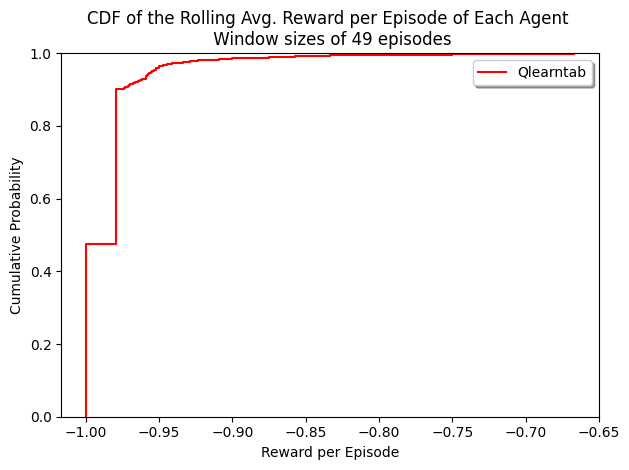 CDF of the Rolling Avg. Reward per Episode of Each Agent
Window sizes of 49 episodes
1.0
Qlearntab
0.8
0.6
0.4
0.2
0.0
Cumulative Probability
−1.00 −0.95 −0.90 −0.85 −0.80 −0.75 −0.70 −0.65
Reward per Episode